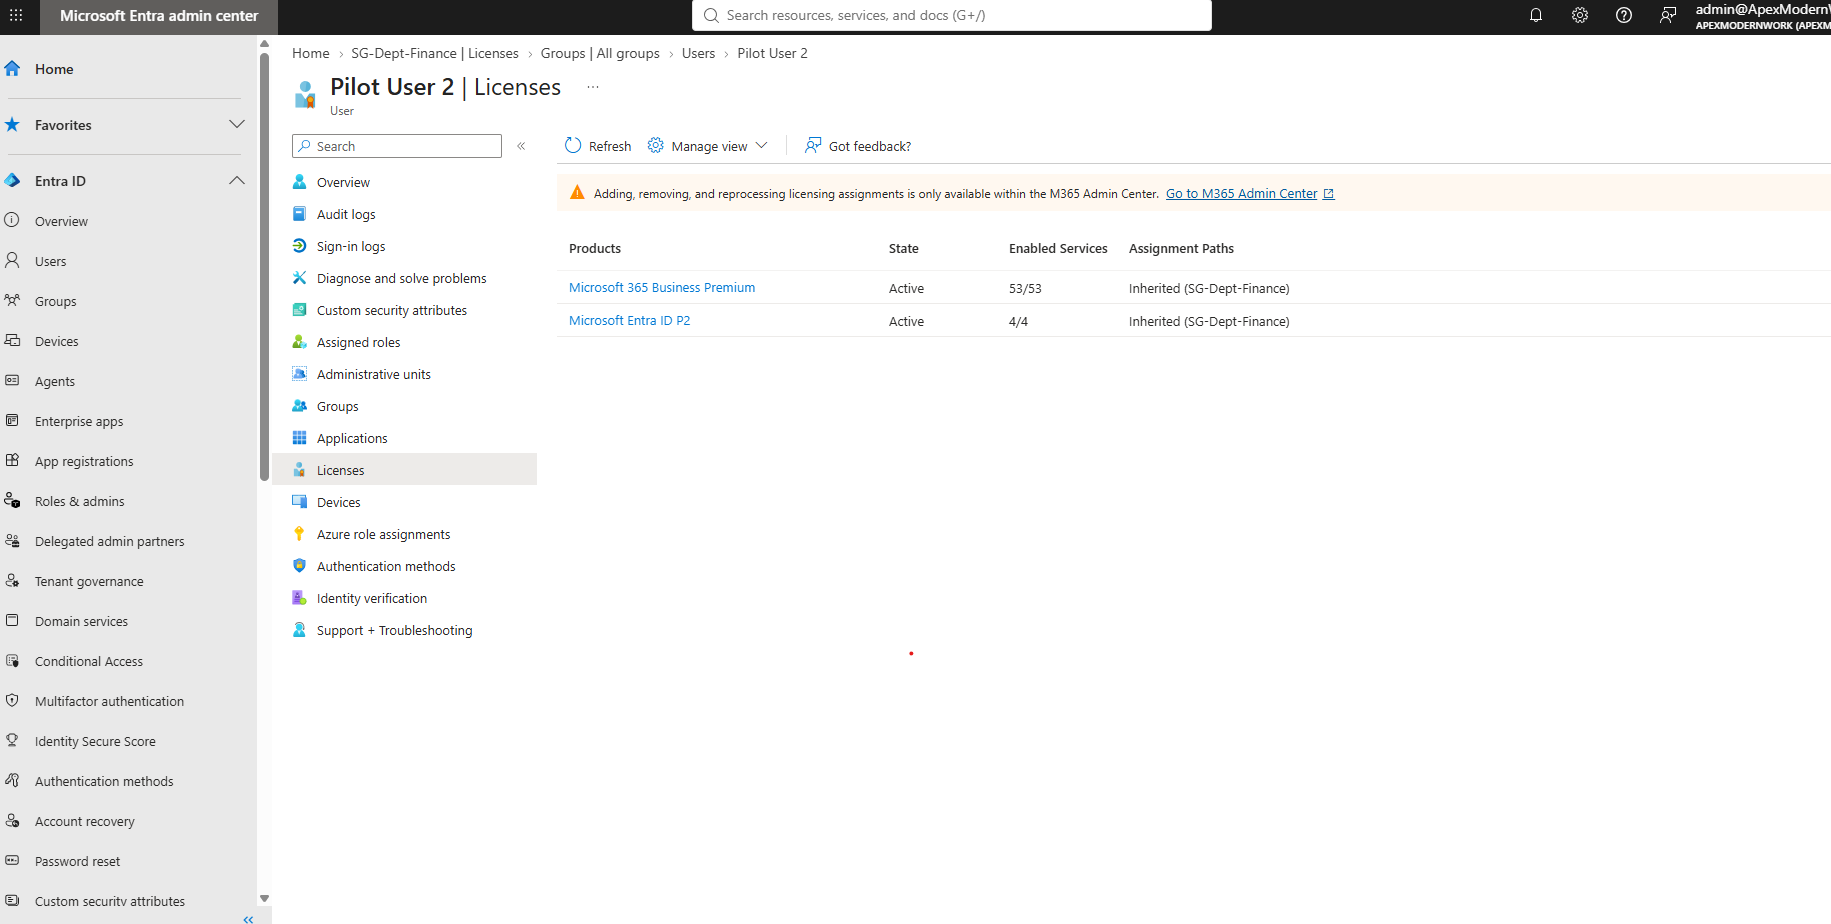 Microsoft Entra admin center
Search resources, services, and docs (G+/)
admin@ApexModernW
APEXMODERNWORK (APEXM
Home
Favorites
Entra ID
Overview
Users
Groups
Devices
Agents
Enterprise apps
App registrations
Roles & admins
Delegated admin partners
Tenant governance
Domain services
Conditional Access
Multifactor authentication
Identity Secure Score
Authentication methods
Account recovery
Password reset
Custom security attributes
Home > SG-Dept-Finance | Licenses > Groups | All groups > Users > Pilot User 2
Pilot User 2 | Licenses ...
User
Search
Overview
Audit logs
Sign-in logs
Diagnose and solve problems
Custom security attributes
Assigned roles
Administrative units
Groups
Applications
Licenses
Devices
Azure role assignments
Authentication methods
Identity verification
Support + Troubleshooting
Refresh Manage view Got feedback?
Adding, removing, and reprocessing licensing assignments is only available within the M365 Admin Center. Go to M365 Admin Center
Products State Enabled Services Assignment Paths
Microsoft 365 Business Premium Active 53/53 Inherited (SG-Dept-Finance)
Microsoft Entra ID P2 Active 4/4 Inherited (SG-Dept-Finance)